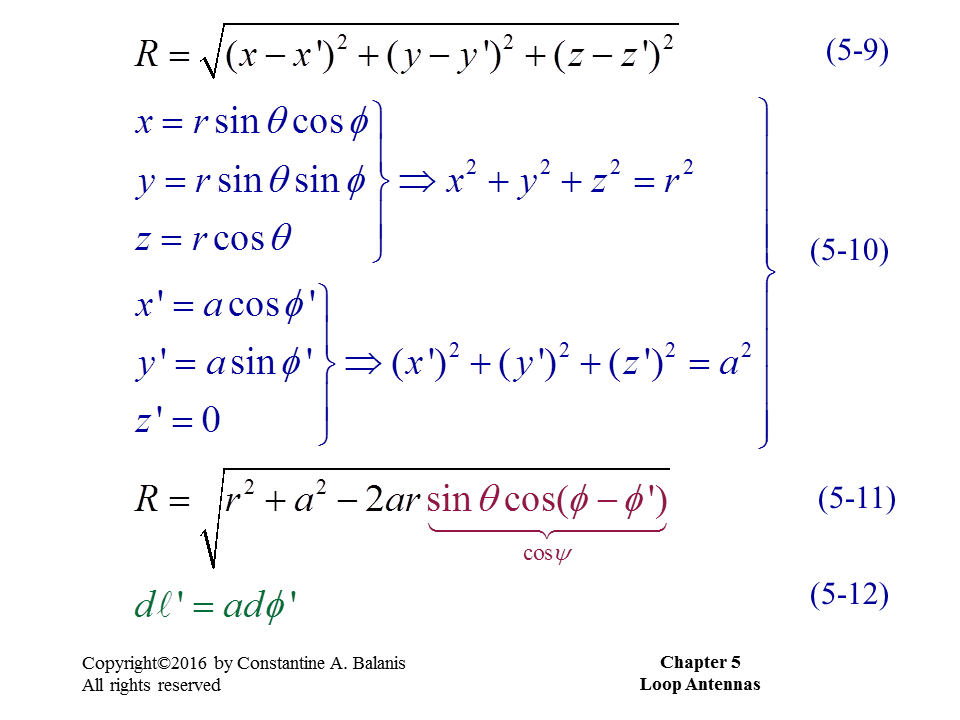 R = √(x − x')² + (y − y')² + (z − z')² (5-9)
x = r sin θ cos ϕ
y = r sin θ sin ϕ ⇒ x² + y² + z² = r²
z = r cos θ
(5-10)
x' = a cos ϕ'
y' = a sin ϕ' ⇒ (x')² + (y')² + (z')² = a²
z' = 0
R = √r² + a² − 2ar sin θ cos(ϕ − ϕ') (5-11)
cos ψ
dℓ' = adϕ' (5-12)
Copyright©2016 by Constantine A. Balanis
All rights reserved
Chapter 5
Loop Antennas